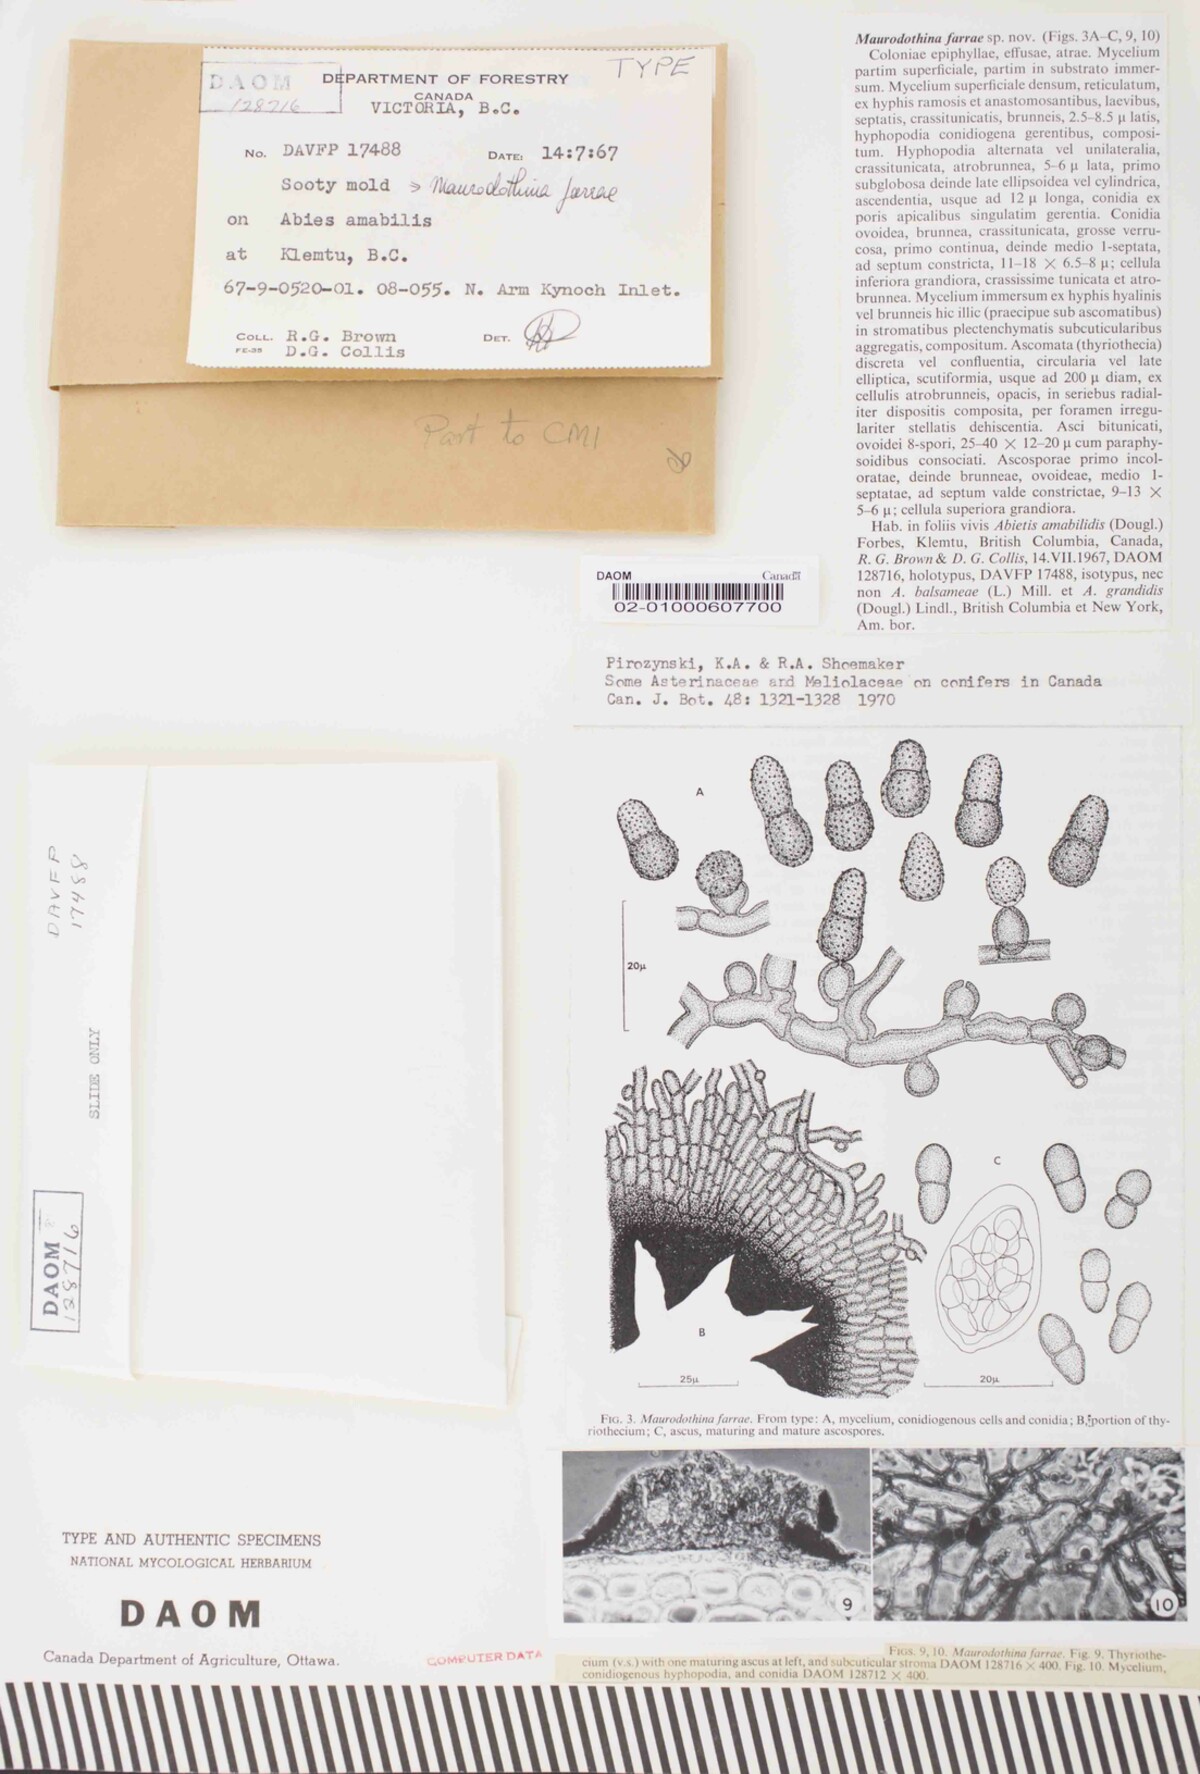 DAOM
128716
DEPARTMENT OF FORESTRY
CANADA
VICTORIA, B.C.
TYPE
No. DAVFP 17488 DATE: 14:7:67
Sooty mold > Maurodothina farrae
on Abies amabilis
at Klemtu, B.C.
67-9-0520-01. 08-055. N. Arm Kynoch Inlet.
COLL. R.G. Brown DET.
FE-35 D.G. Collis
Part to CMI
Maurodothina farrae sp. nov. (Figs. 3A–C, 9, 10)
Coloniae epiphyllae, effusae, atrae. Mycelium
partim superficiale, partim in substrato immer-
sum. Mycelium superficiale densum, reticulatum,
ex hyphis ramosis et anastomosantibus, laevibus,
septatis, crassitunicatis, brunneis, 2.5–8.5 μ latis,
hyphopodia conidiogena gerentibus, composi-
tum. Hyphopodia alternata vel unilateralia,
crassitunicata, atrobrunnea, 5–6 μ lata, primo
subglobosa deinde late ellipsoidea vel cylindrica,
ascendentia, usque ad 12 μ longa, conidia ex
poris apicalibus singulatim gerentia. Conidia
ovoidea, brunnea, crassitunicata, grosse verru-
cosa, primo continua, deinde medio 1-septata,
ad septum constricta, 11–18 × 6.5–8 μ; cellula
inferiora grandiora, crassissime tunicata et atro-
brunnea. Mycelium immersum ex hyphis hyalinis
vel brunneis hic illic (praecipue sub ascomatibus)
in stromatibus plectenchymatis subcuticularibus
aggregatis, compositum. Ascomata (thyriothecia)
discreta vel confluentia, circularia vel late
elliptica, scutiformia, usque ad 200 μ diam, ex
cellulis atrobrunneis, opacis, in seriebus radial-
iter dispositis composita, per foramen irregu-
lariter stellatis dehiscentia. Asci bitunicati,
ovoidei 8-spori, 25–40 × 12–20 μ cum paraphy-
soidibus consociati. Ascosporae primo incol-
oratae, deinde brunneae, ovoideae, medio 1-
septatae, ad septum valde constrictae, 9–13 ×
5–6 μ; cellula superiora grandiora.
Hab. in foliis vivis Abietis amabilidis (Dougl.)
Forbes, Klemtu, British Columbia, Canada,
R. G. Brown & D. G. Collis, 14.VII.1967, DAOM
128716, holotypus, DAVFP 17488, isotypus, nec
non A. balsameae (L.) Mill. et A. grandidis
(Dougl.) Lindl., British Columbia et New York,
Am. bor.
DAOM Canada
02-01000607700
Pirozynski, K.A. & R.A. Shoemaker
Some Asterinaceae and Meliolaceae on conifers in Canada
Can. J. Bot. 48: 1321-1328 1970
DAVFP
17488
SLIDE ONLY
DAOM
128716
A
20μ
C
B
25μ
20μ
FIG. 3. Maurodothina farrae. From type: A, mycelium, conidiogenous cells and conidia; B, portion of thy-
riothecium; C, ascus, maturing and mature ascospores.
9
10
FIGS. 9, 10. Maurodothina farrae. Fig. 9. Thyriothe-
cium (v.s.) with one maturing ascus at left, and subcuticular stroma DAOM 128716 × 400. Fig. 10. Mycelium,
conidiogenous hyphopodia, and conidia DAOM 128712 × 400.
TYPE AND AUTHENTIC SPECIMENS
NATIONAL MYCOLOGICAL HERBARIUM
DAOM
Canada Department of Agriculture, Ottawa.
COMPUTER DATA